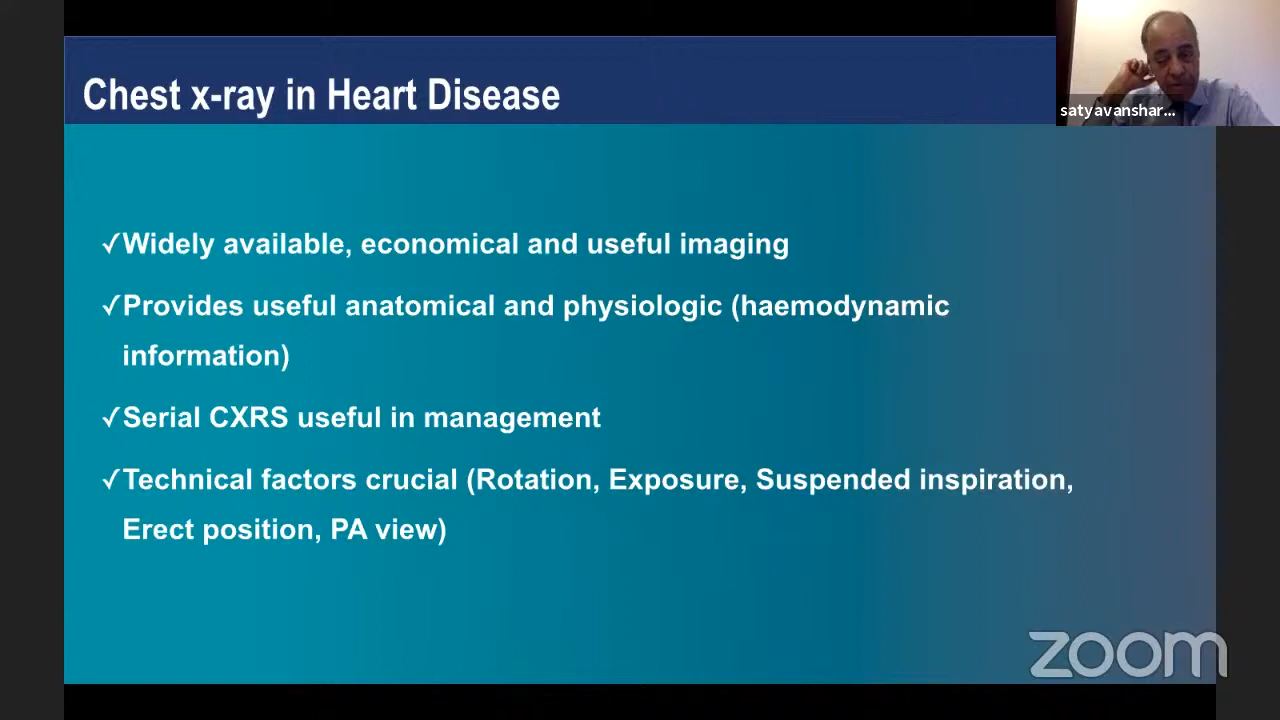 Chest x-ray in Heart Disease
satyavanshar...
✓Widely available, economical and useful imaging
✓Provides useful anatomical and physiologic (haemodynamic
information)
✓Serial CXRS useful in management
✓Technical factors crucial (Rotation, Exposure, Suspended inspiration,
Erect position, PA view)
zoom